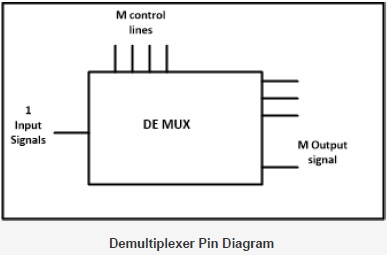 M control
lines
1
Input
Signals
DE MUX
M Output
signal
Demultiplexer Pin Diagram